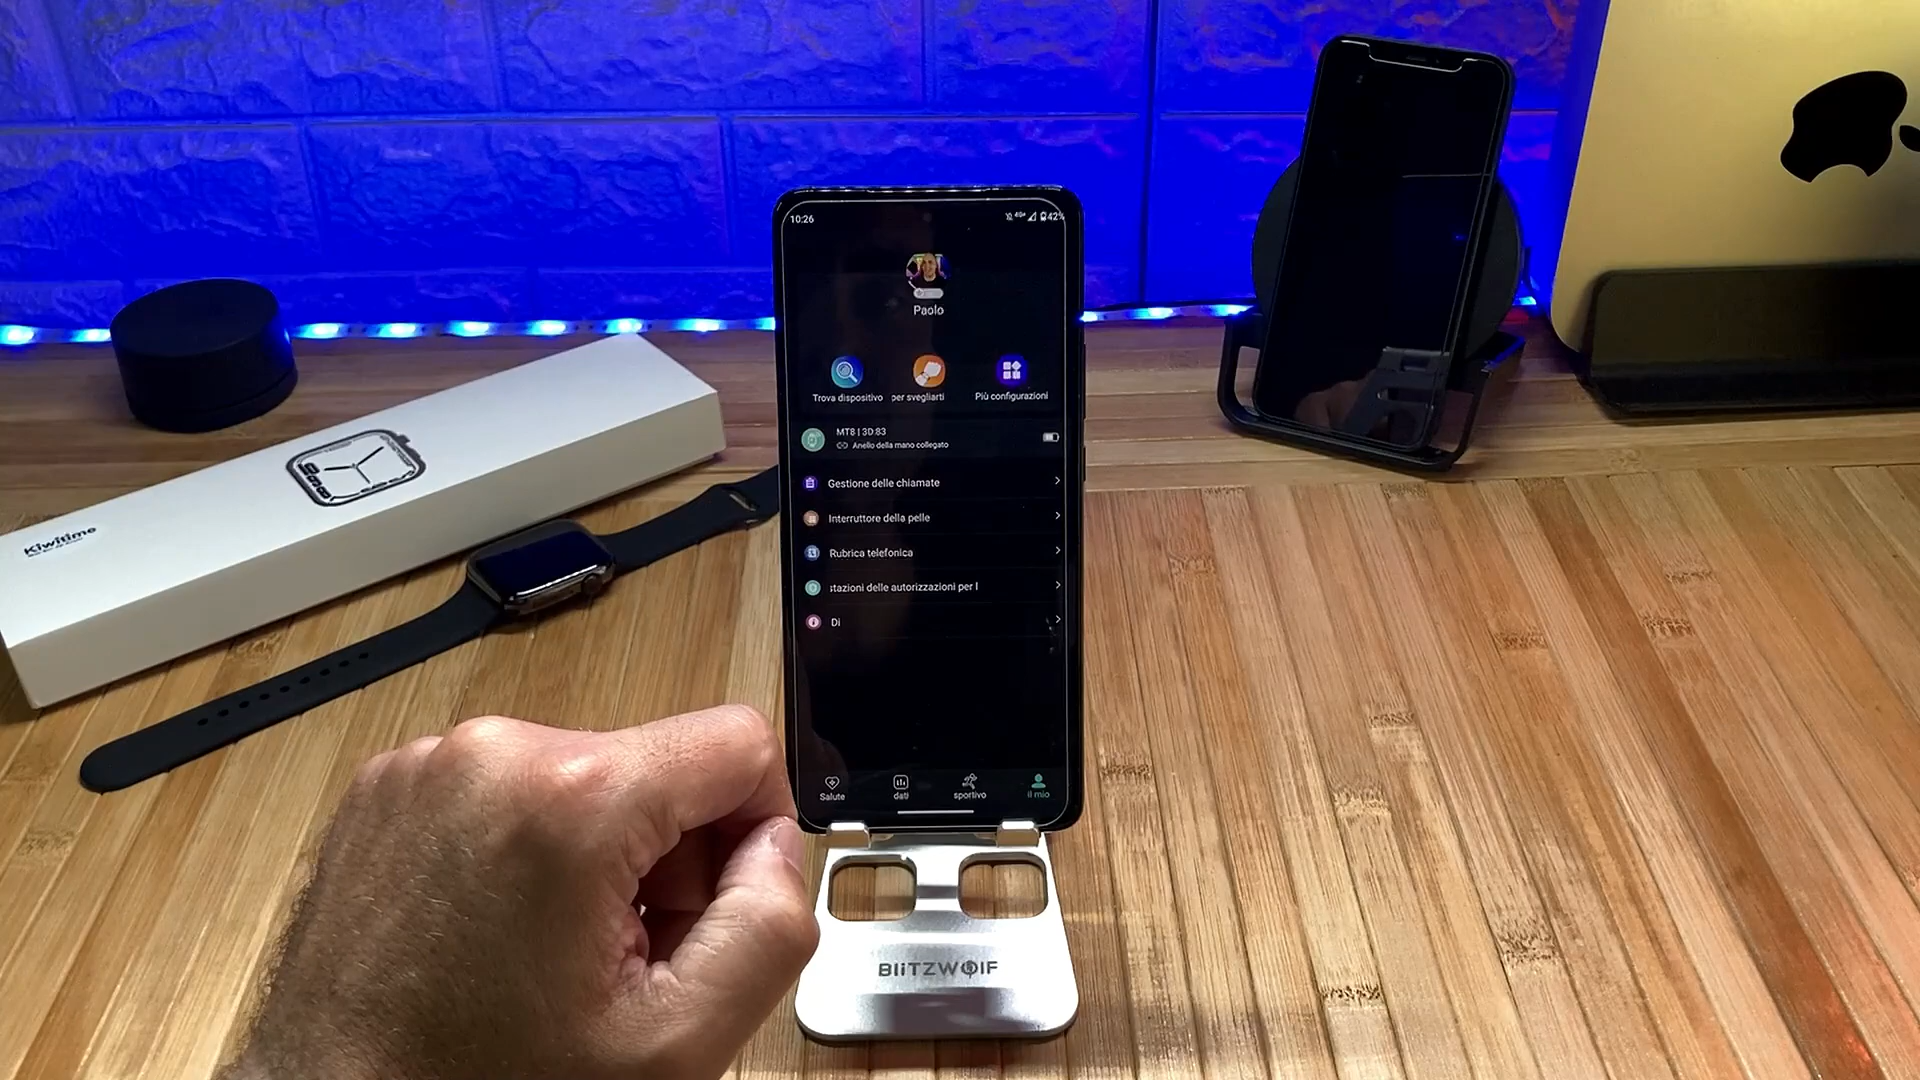 10:26
42%
Paolo
Trova dispositivo
per svegliarti
Più configurazioni
MT8 | 3D:83
Anello della mano collegato
Gestione delle chiamate
Interruttore della pelle
Rubrica telefonica
stazioni delle autorizzazioni per l
Di
Salute
dati
sportivo
il mio
Kiwitime
BLITZWOLF